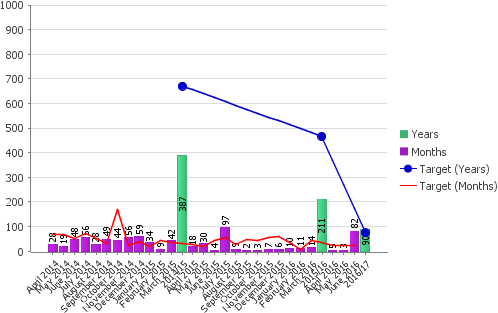 1000
900
800
700
600
500
400
300
200
100
0
28
19
48
56
28
49
44
56
59
34
9
42
387
18
30
4
97
2
3
7
6
10
11
14
211
3
82
90
April 2014
May 2014
June 2014
July 2014
August 2014
September 2014
October 2014
November 2014
December 2014
January 2015
February 2015
March 2015
2014/15
April 2015
May 2015
June 2015
July 2015
August 2015
September 2015
October 2015
November 2015
December 2015
January 2016
February 2016
March 2016
2015/16
April 2016
May 2016
June 2016
2016/17
Years
Months
Target (Years)
Target (Months)